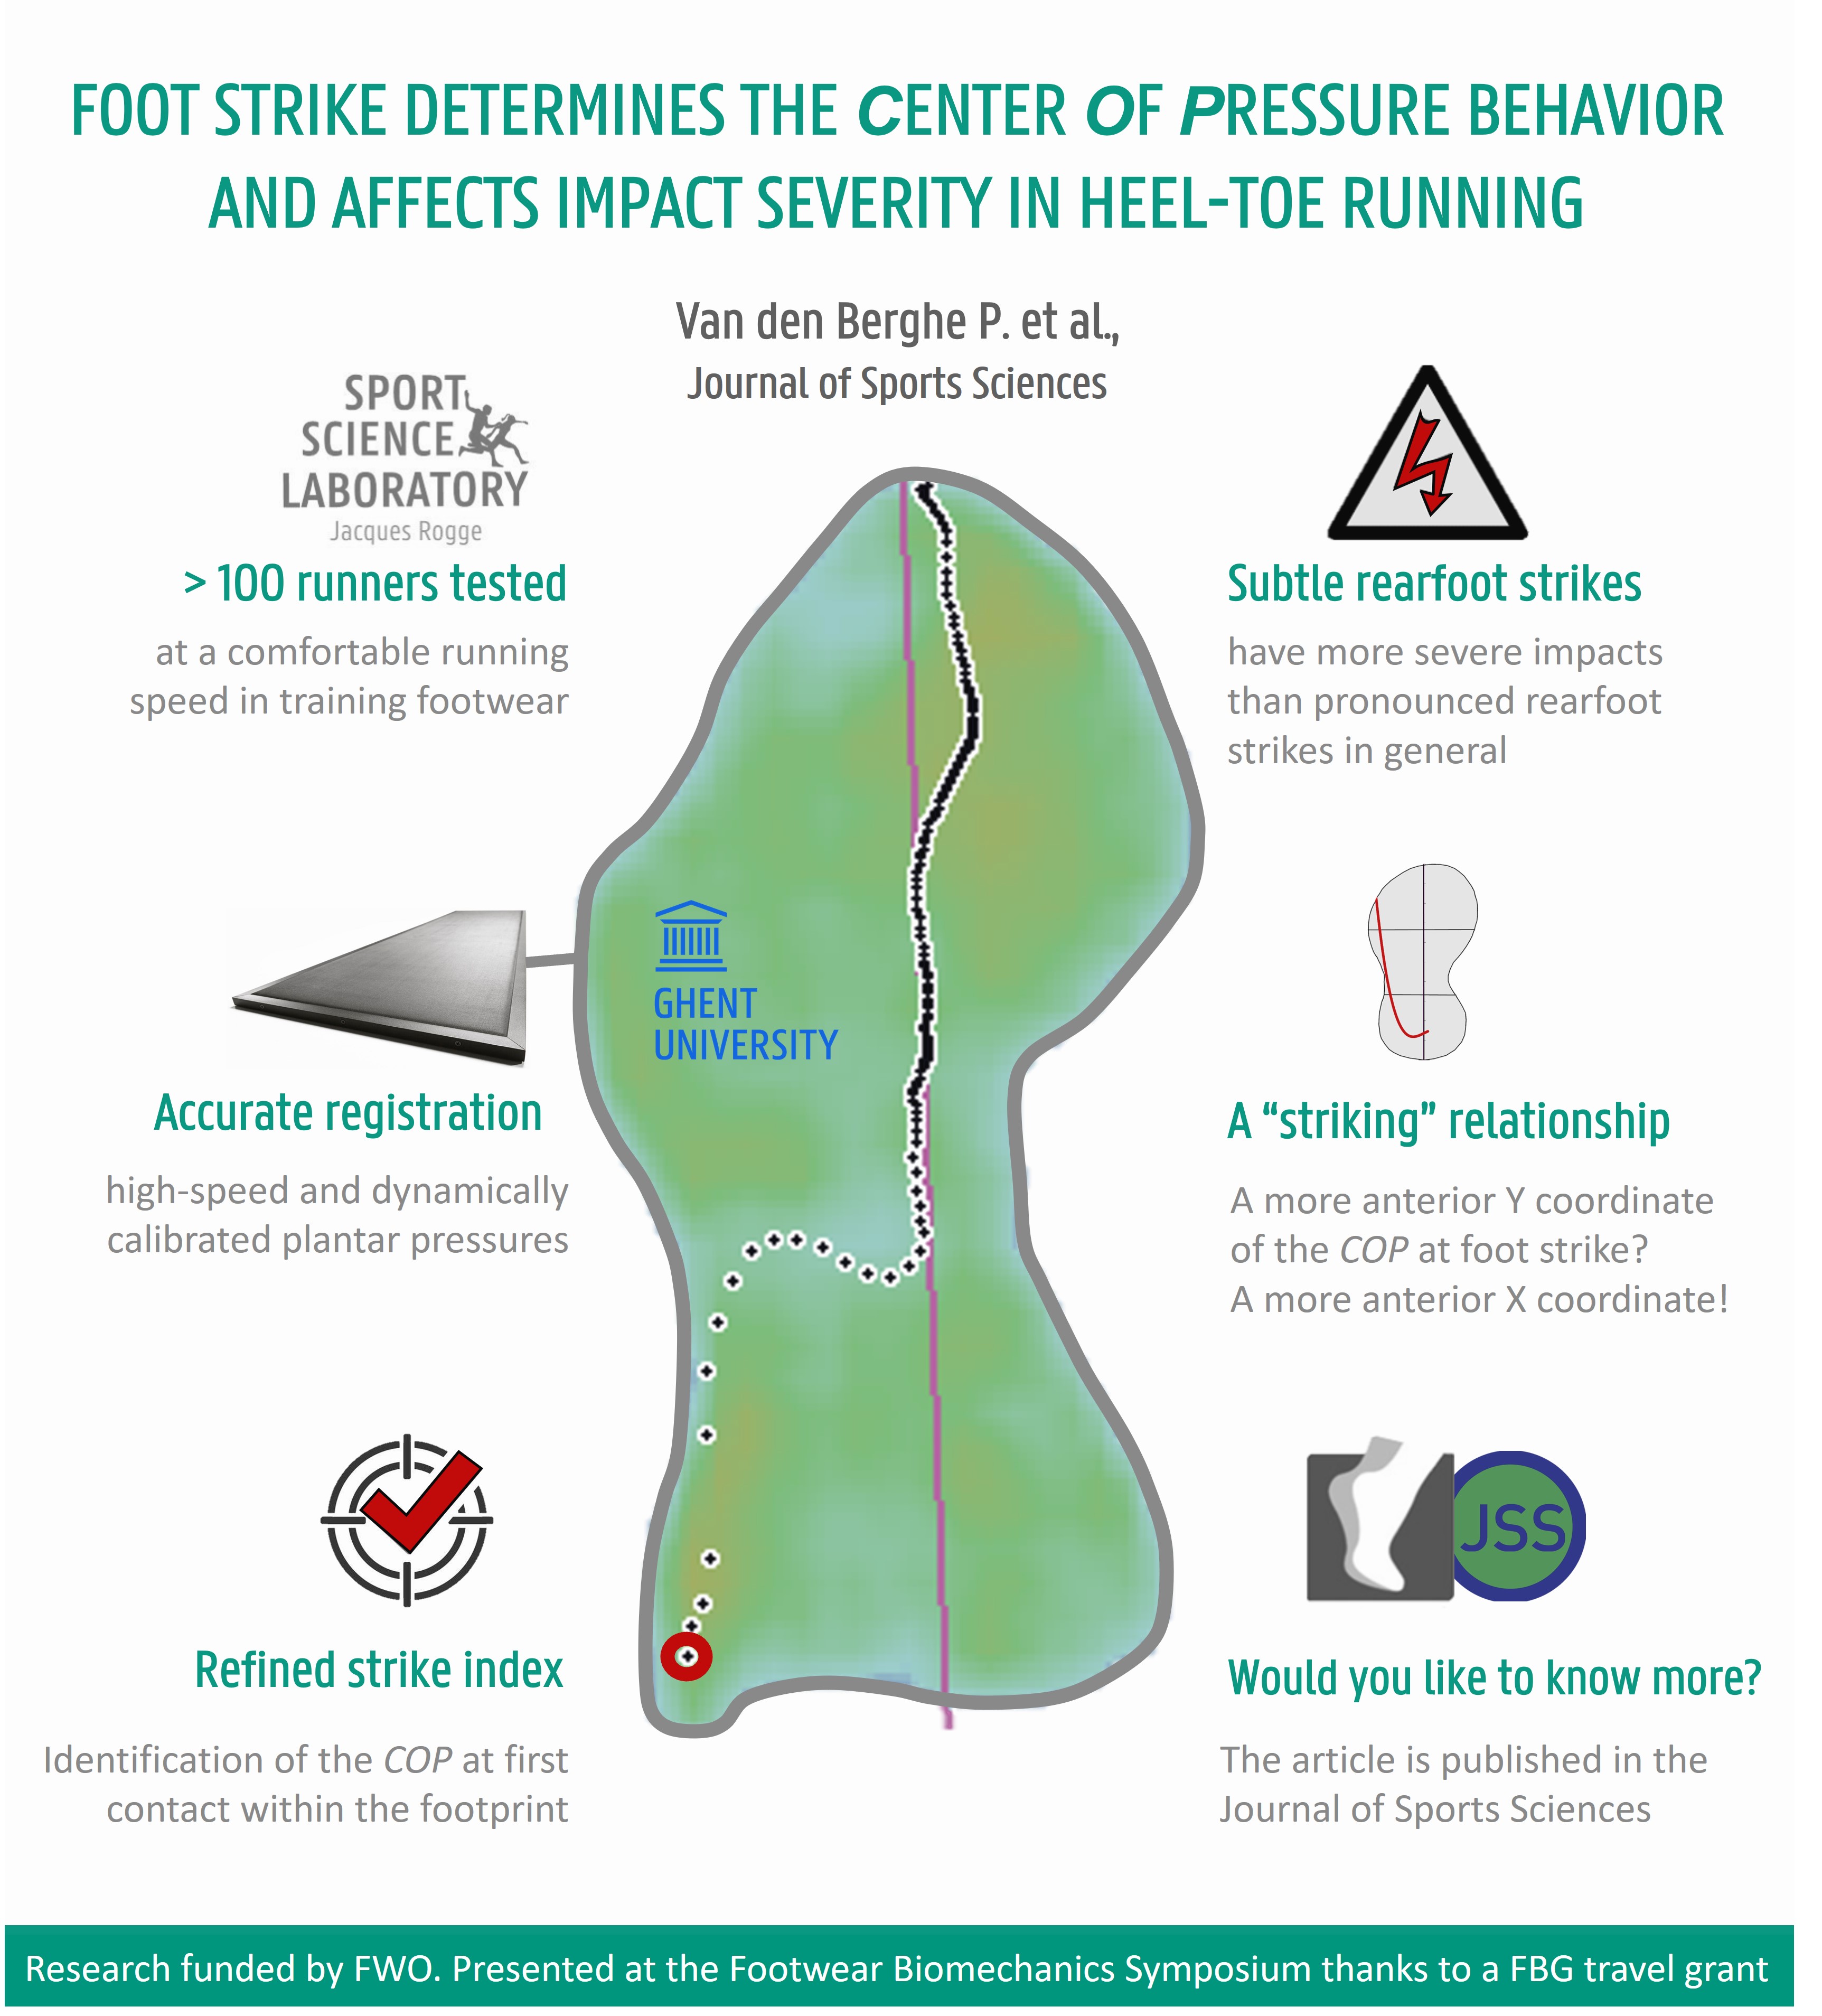 FOOT STRIKE DETERMINES THE CENTER OF PRESSURE BEHAVIOR
AND AFFECTS IMPACT SEVERITY IN HEEL-TOE RUNNING
Van den Berghe P. et al.,
Journal of Sports Sciences
SPORT
SCIENCE
LABORATORY
Jacques Rogge
> 100 runners tested
at a comfortable running
speed in training footwear
Subtle rearfoot strikes
have more severe impacts
than pronounced rearfoot
strikes in general
GHENT
UNIVERSITY
Accurate registration
high-speed and dynamically
calibrated plantar pressures
A “striking” relationship
A more anterior Y coordinate
of the COP at foot strike?
A more anterior X coordinate!
Refined strike index
Identification of the COP at first
contact within the footprint
JSS
Would you like to know more?
The article is published in the
Journal of Sports Sciences
Research funded by FWO. Presented at the Footwear Biomechanics Symposium thanks to a FBG travel grant